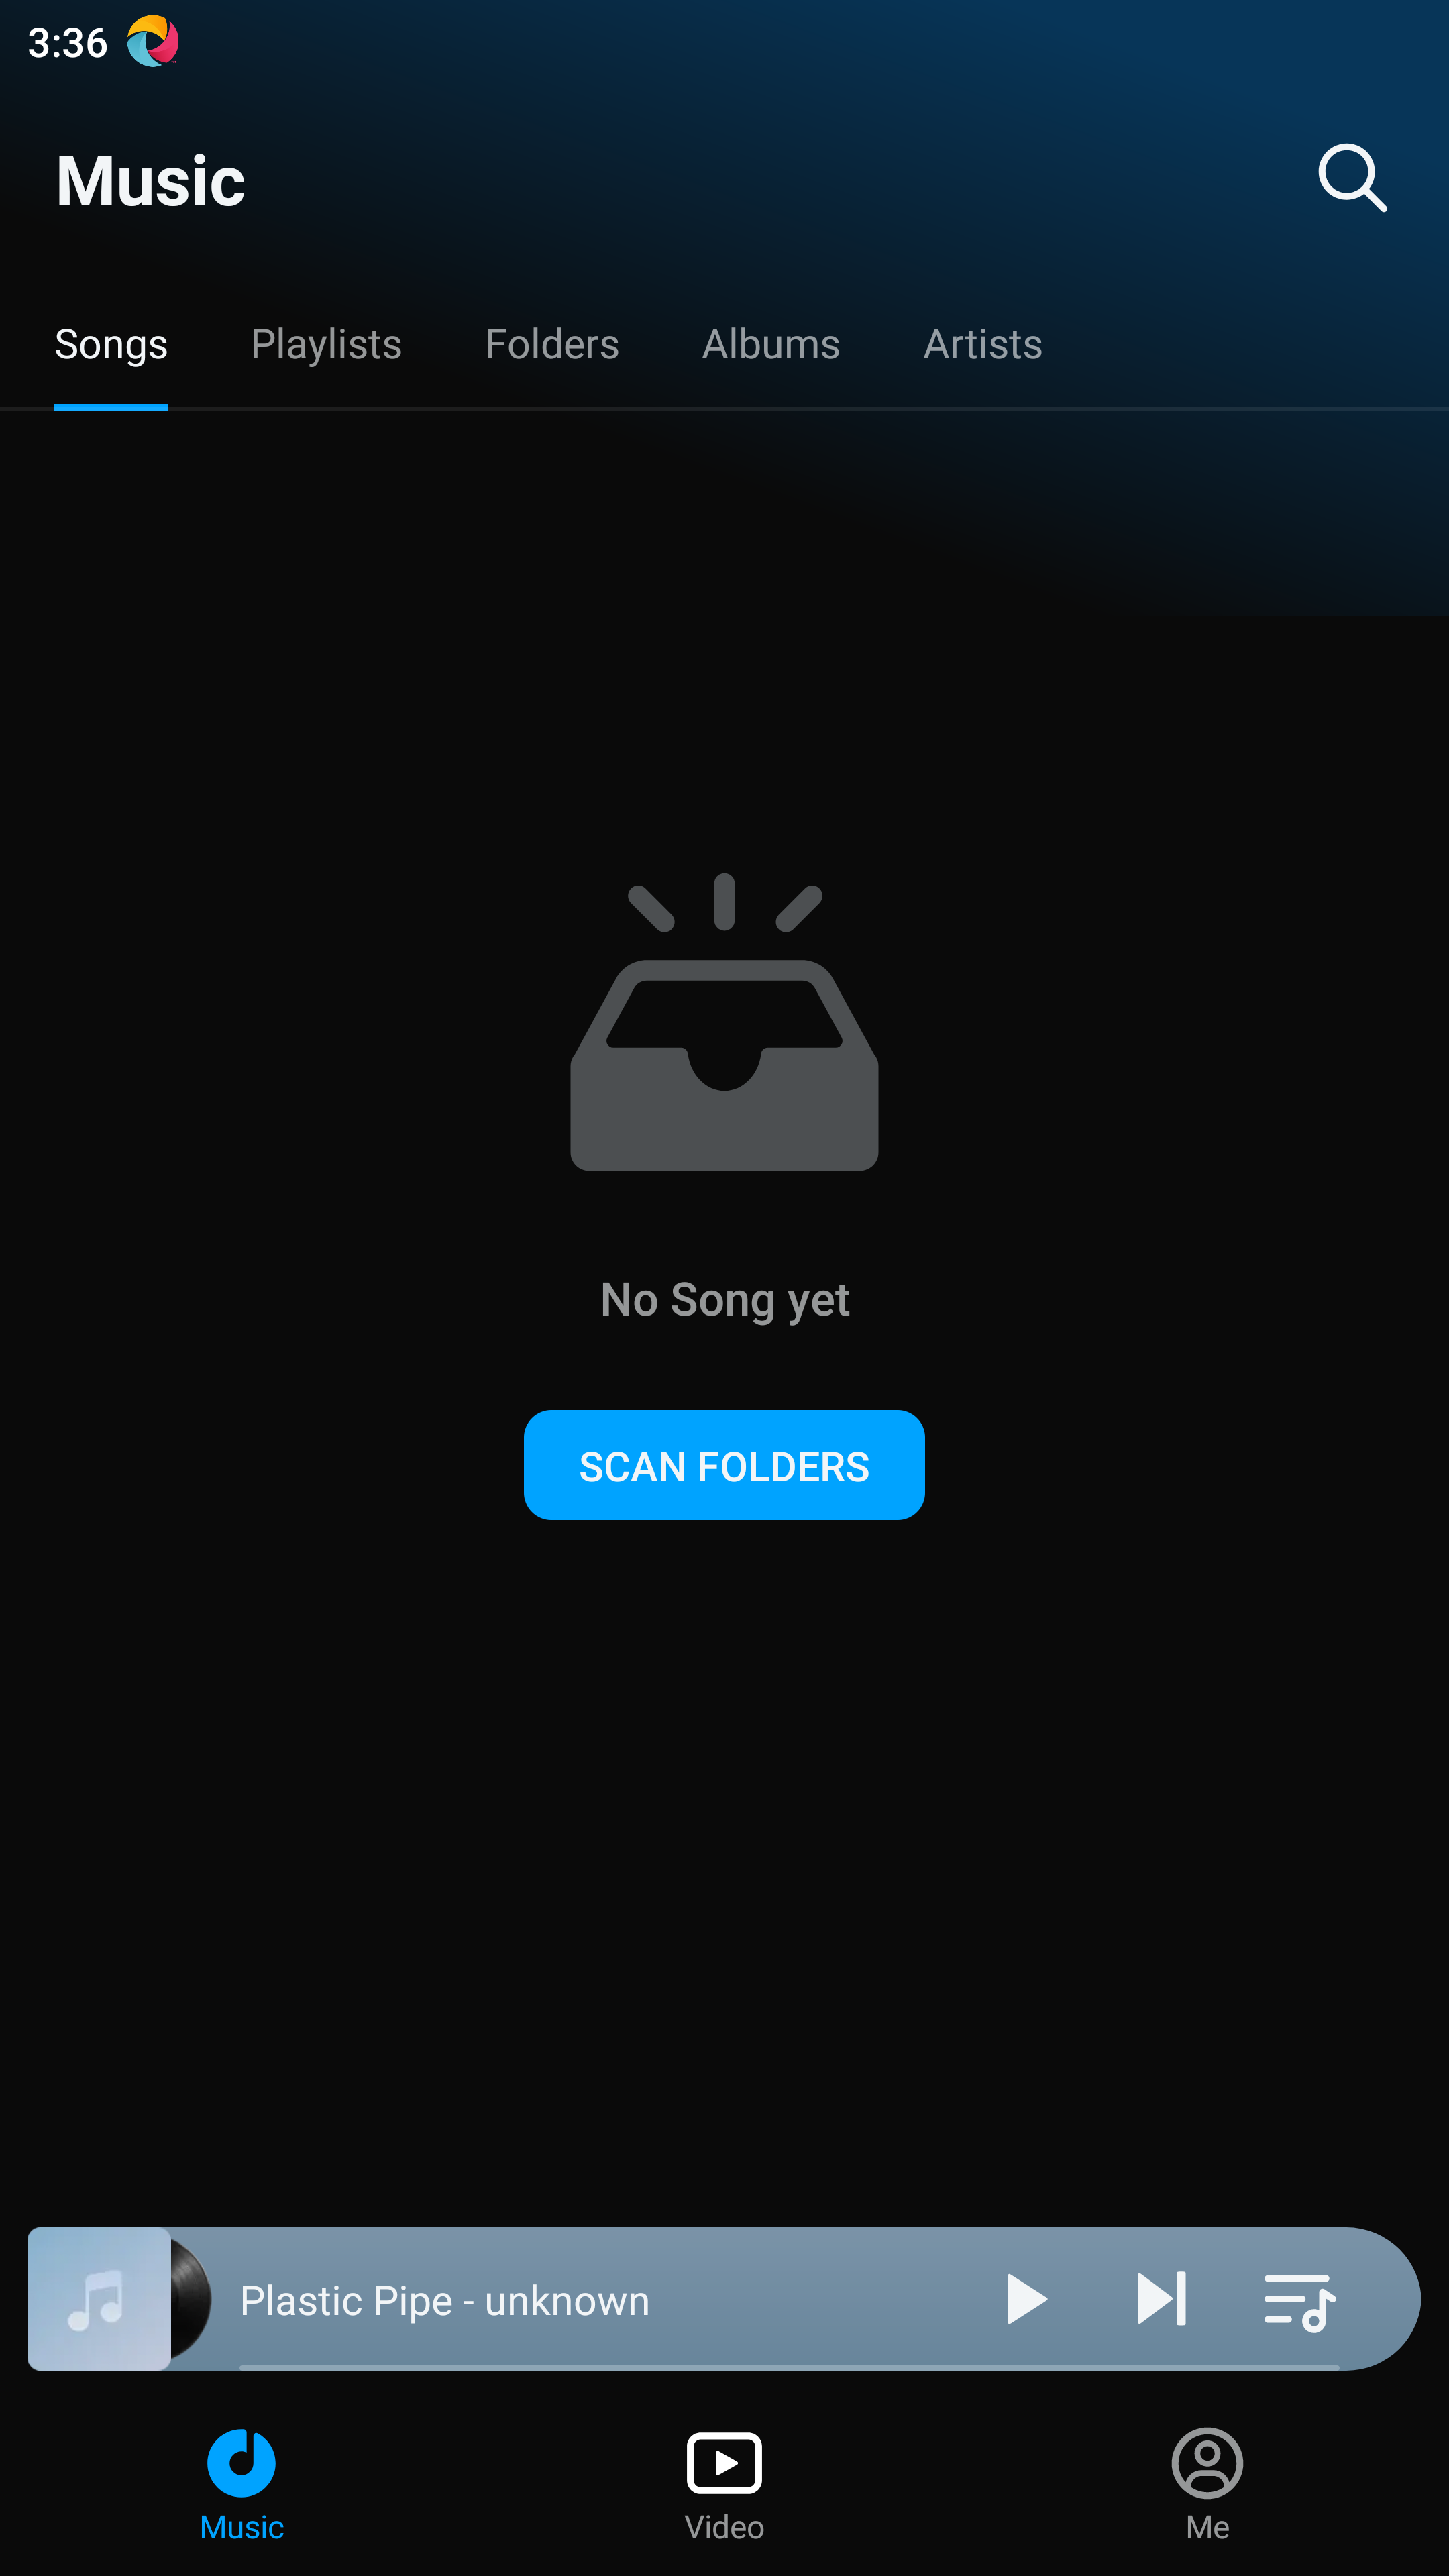 3:36
Music
Songs Playlists Folders Albums Artists
No Song yet
SCAN FOLDERS
Plastic Pipe - unknown
Music Video Me